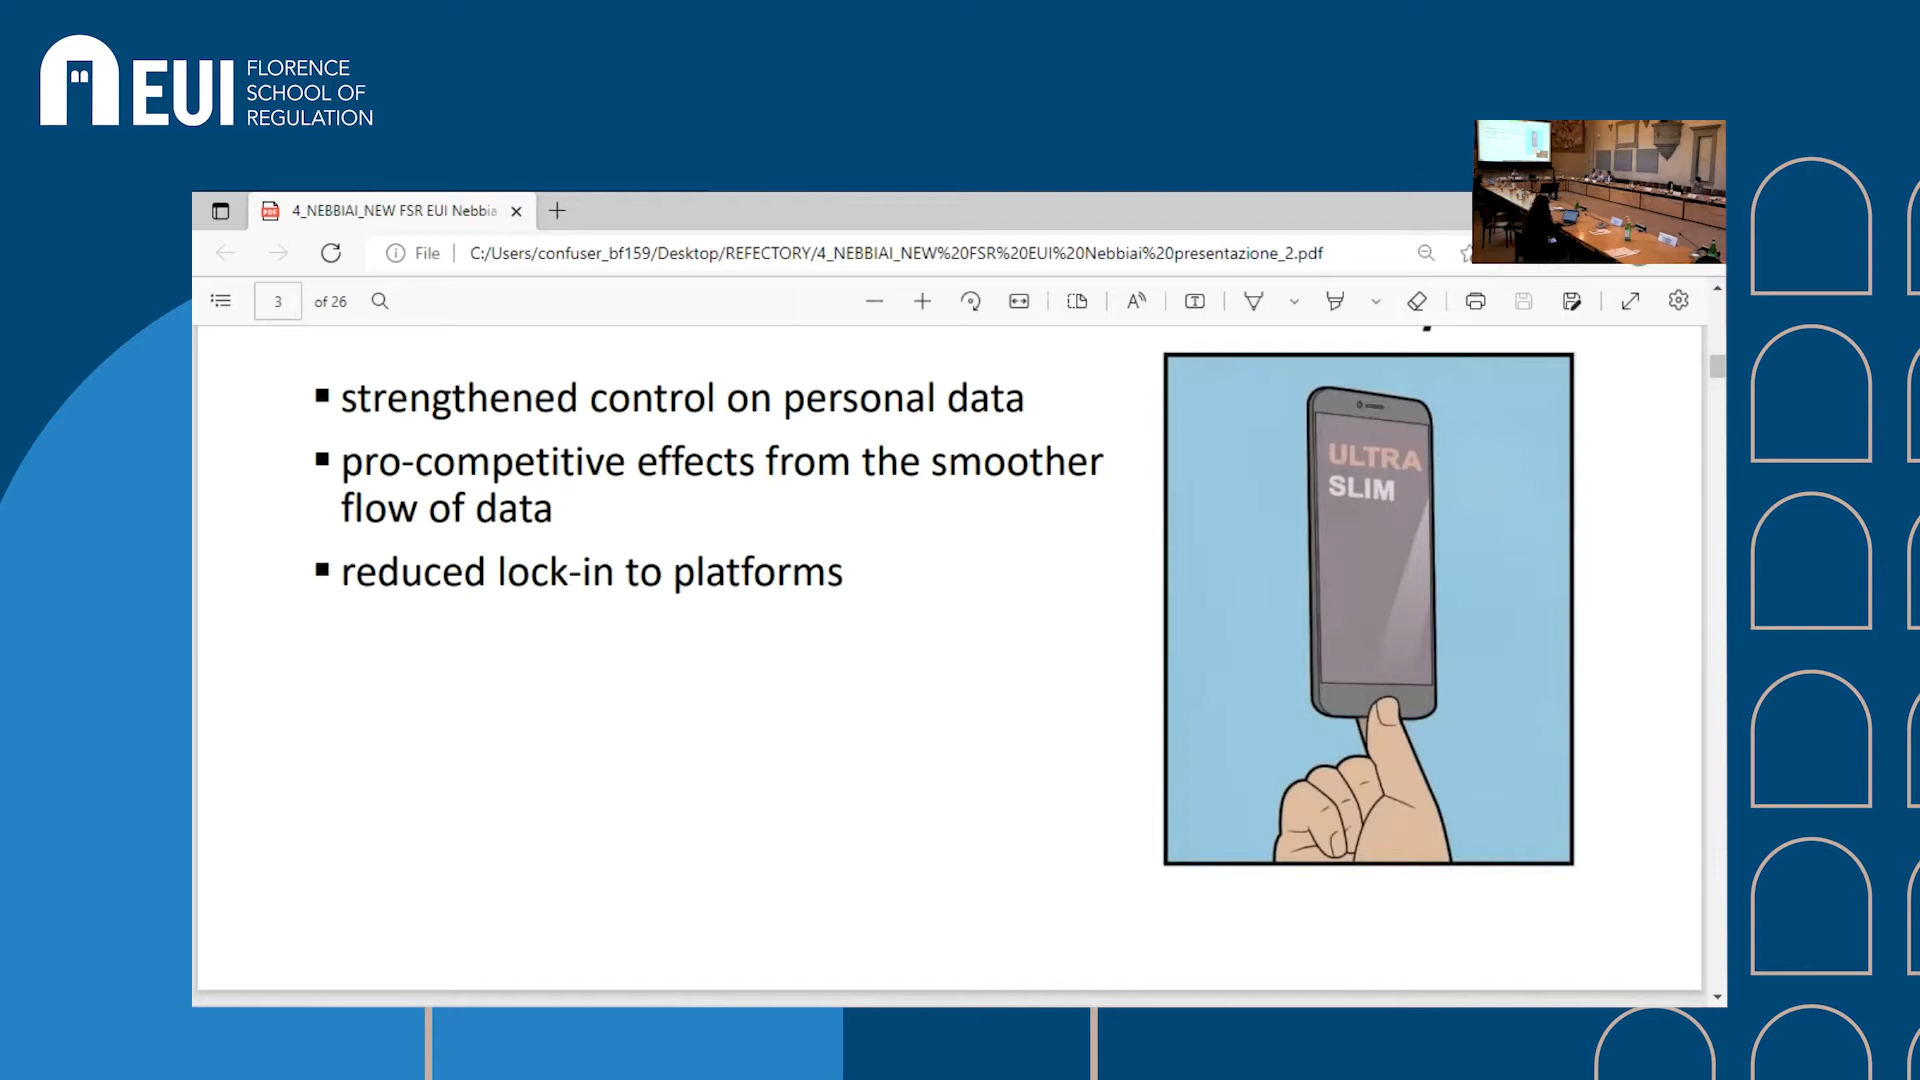 EUI
FLORENCE
SCHOOL OF
REGULATION
4_NEBBIAI_NEW FSR EUI Nebbia
File
C:/Users/confuser_bf159/Desktop/REFECTORY/4_NEBBIAI_NEW%20FSR%20EUI%20Nebbiai%20presentazione_2.pdf
3 of 26
▪ strengthened control on personal data
▪ pro-competitive effects from the smoother
flow of data
▪ reduced lock-in to platforms
ULTRA
SLIM